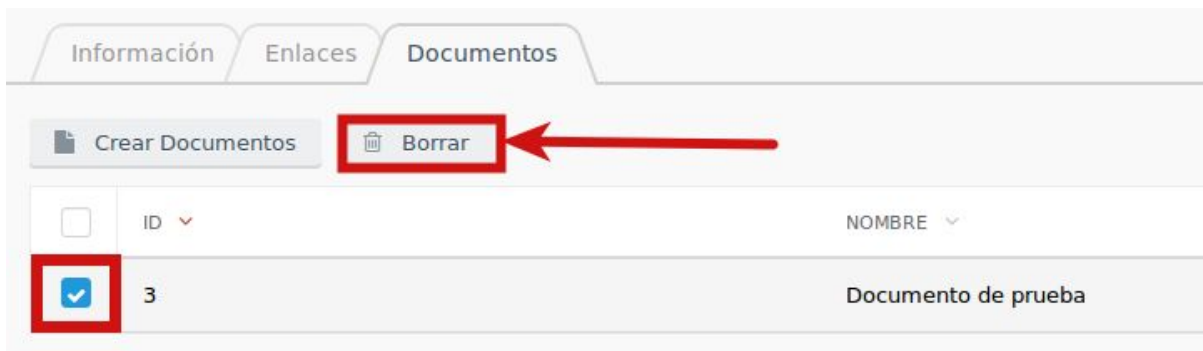 Información Enlaces Documentos
Crear Documentos Borrar
ID NOMBRE
3 Documento de prueba